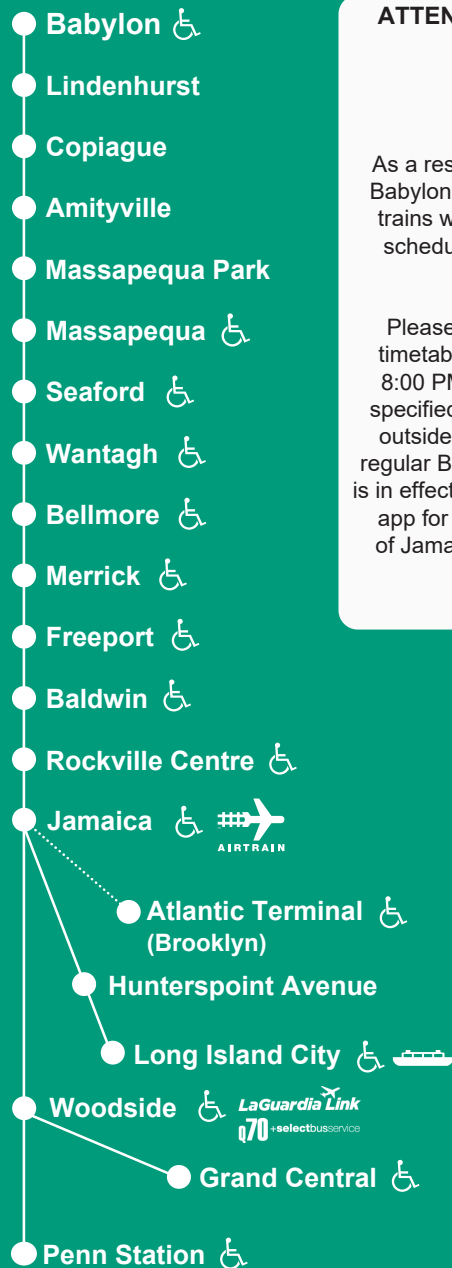 Babylon
Lindenhurst
Copiague
Amityville
Massapequa Park
Massapequa
Seaford
Wantagh
Bellmore
Merrick
Freeport
Baldwin
Rockville Centre
Jamaica
AIRTRAIN
Atlantic Terminal
(Brooklyn)
Hunterspoint Avenue
Long Island City
Woodside
LaGuardia Link
Q70 +selectbusservice
Grand Central
Penn Station
As a res
Babylon
trains w
schedu
Please
timetab
8:00 PM
specified
outside
regular B
is in effect
app for
of Jama